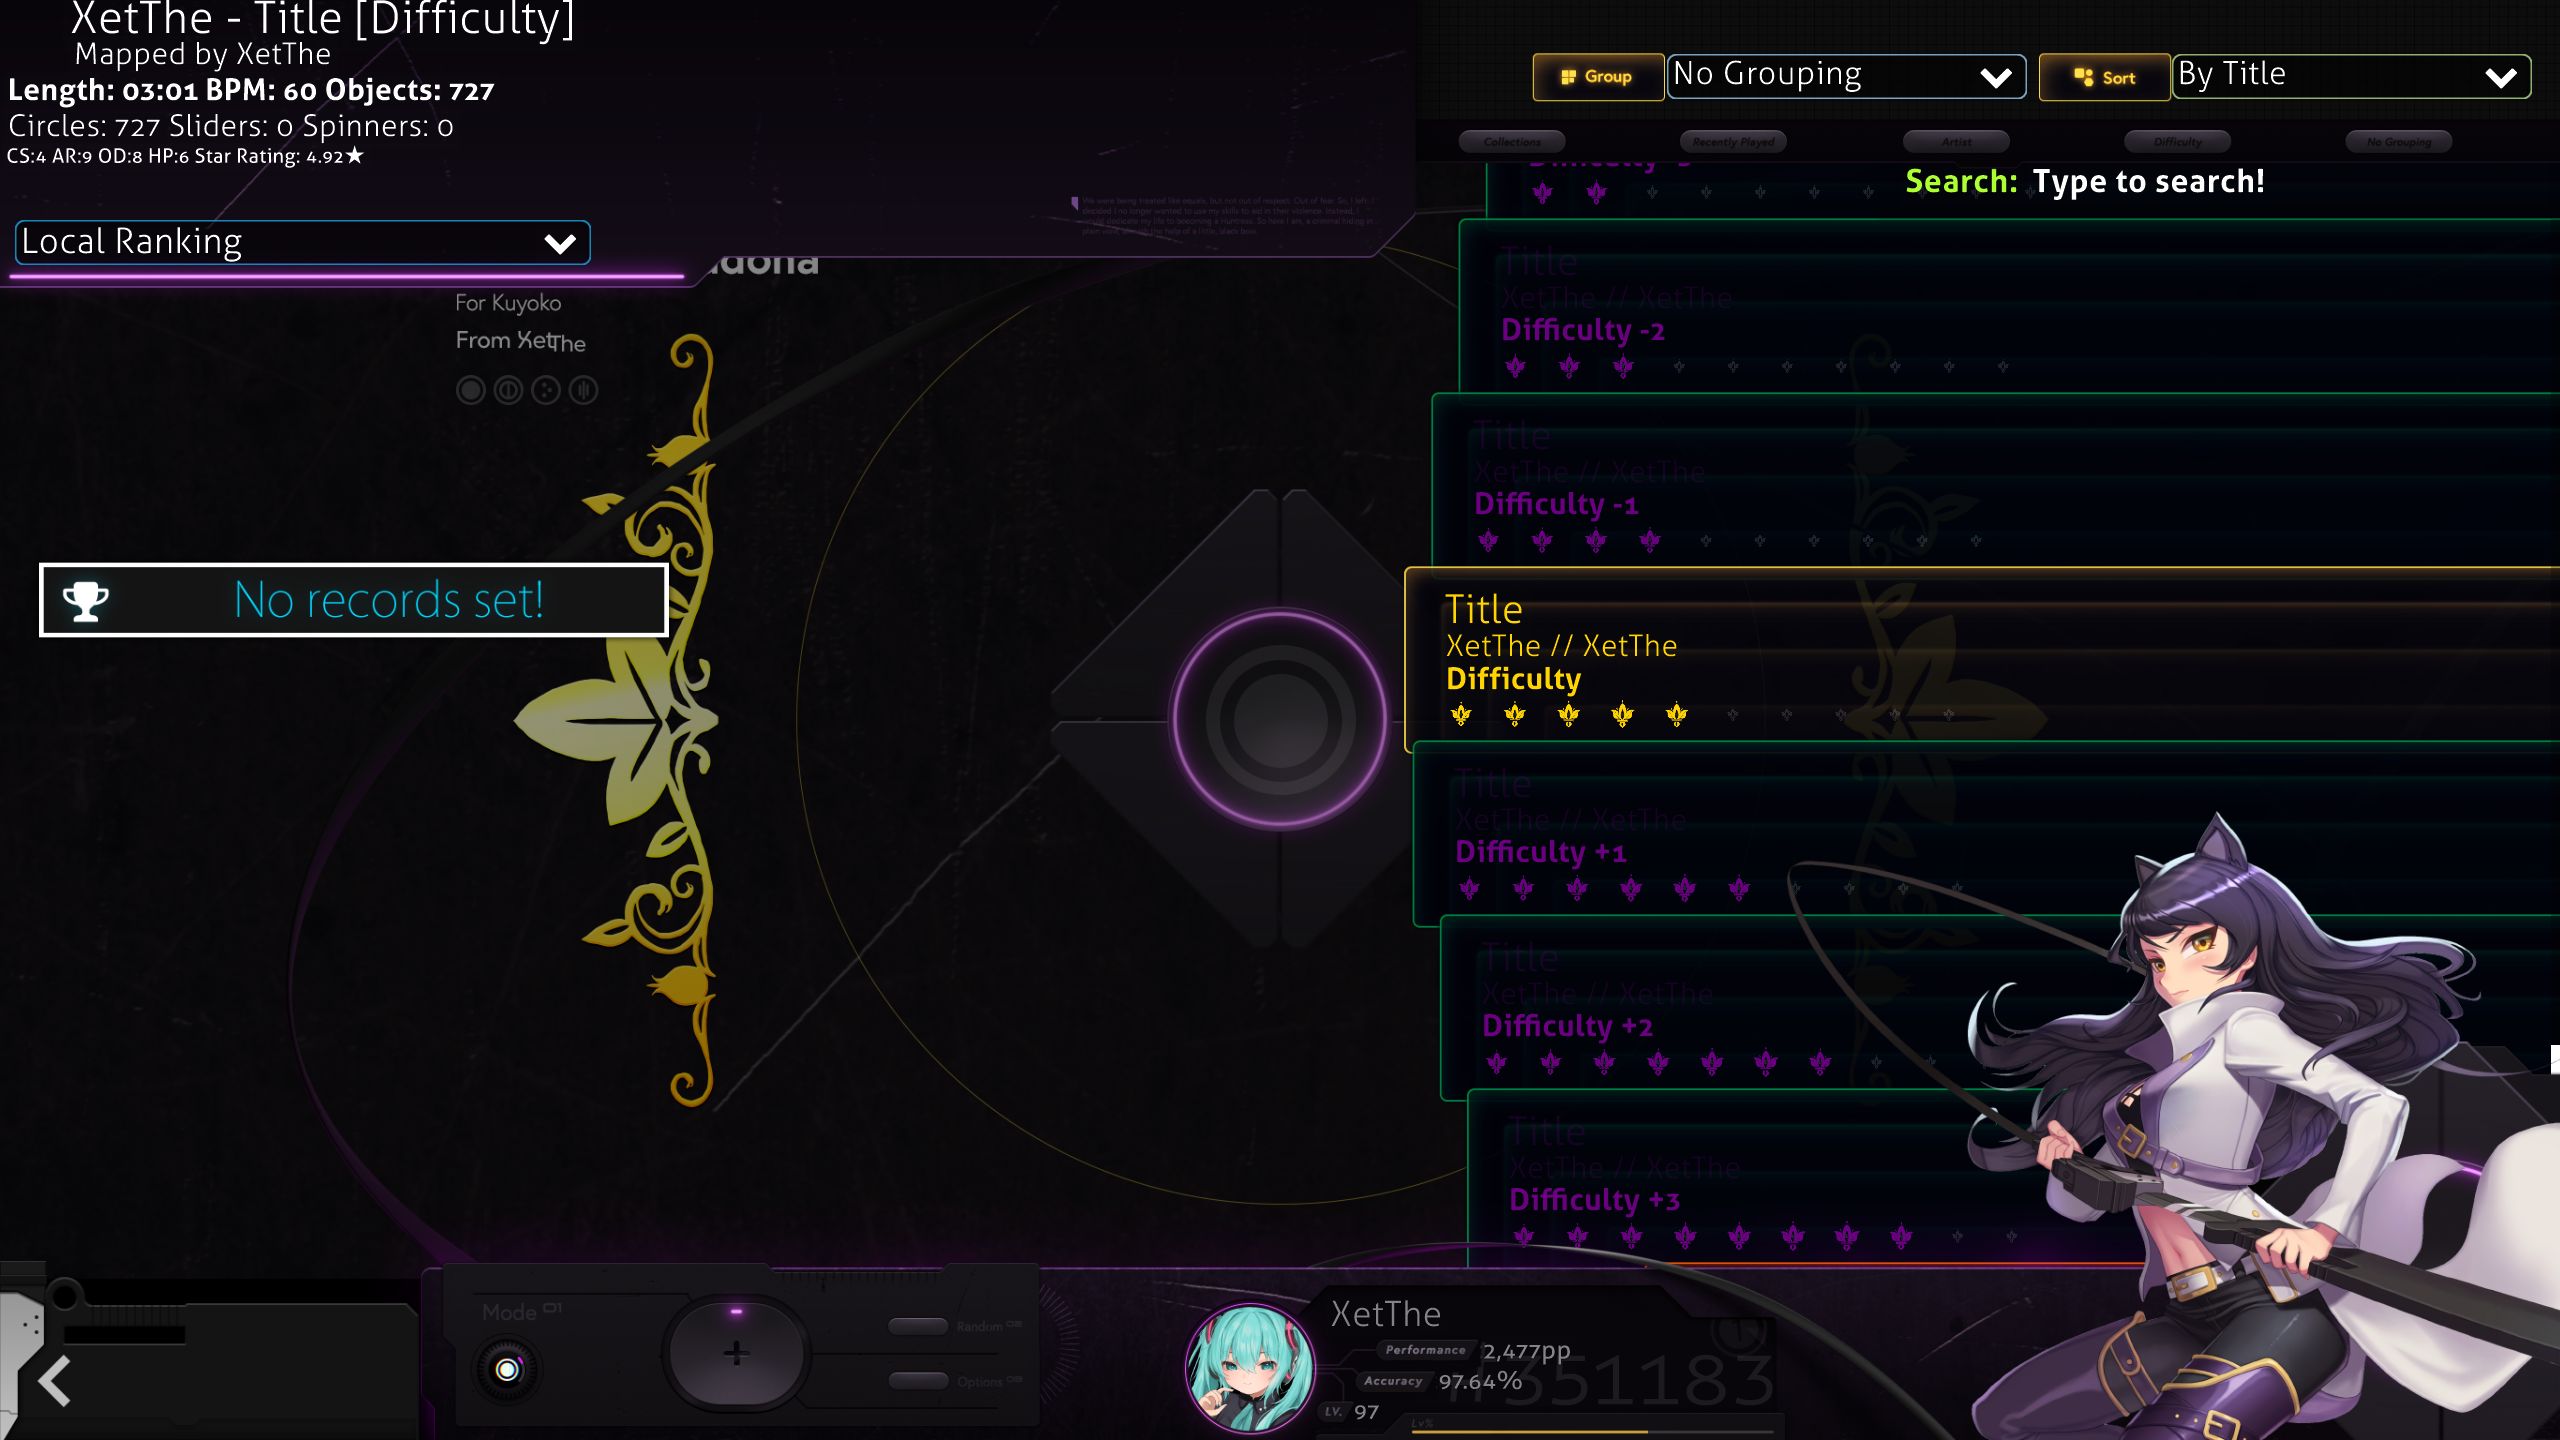 XetThe - Title [Difficulty]
Mapped by XetThe
Length: 03:01 BPM: 60 Objects: 727
Circles: 727 Sliders: 0 Spinners: 0
CS:4 AR:9 OD:8 HP:6 Star Rating: 4.92★
Group
No Grouping
Sort
By Title
Collections
Recently Played
Artist
Difficulty
No Grouping
Search: Type to search!
Local Ranking
For Kuyoko
From XetThe
No records set!
Title
XetThe // XetThe
Difficulty -2
Title
XetThe // XetThe
Difficulty -1
Title
XetThe // XetThe
Difficulty
Title
XetThe // XetThe
Difficulty +1
Title
XetThe // XetThe
Difficulty +2
Title
XetThe // XetThe
Difficulty +3
Mode
Random
Options
XetThe
Performance 2,477pp
Accuracy 97.64%
#351183
LV. 97
Lv%